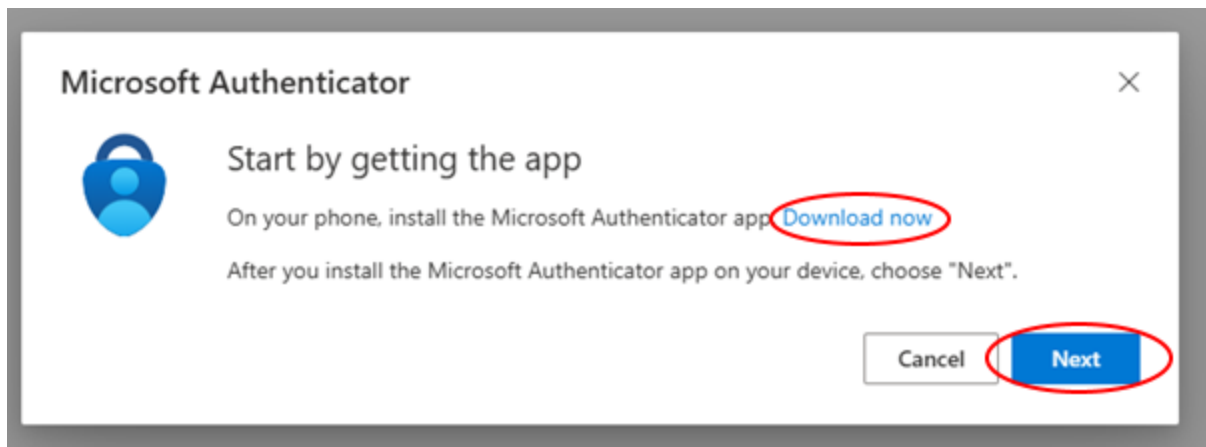 Microsoft Authenticator
Start by getting the app
On your phone, install the Microsoft Authenticator app Download now
After you install the Microsoft Authenticator app on your device, choose "Next".
Cancel
Next